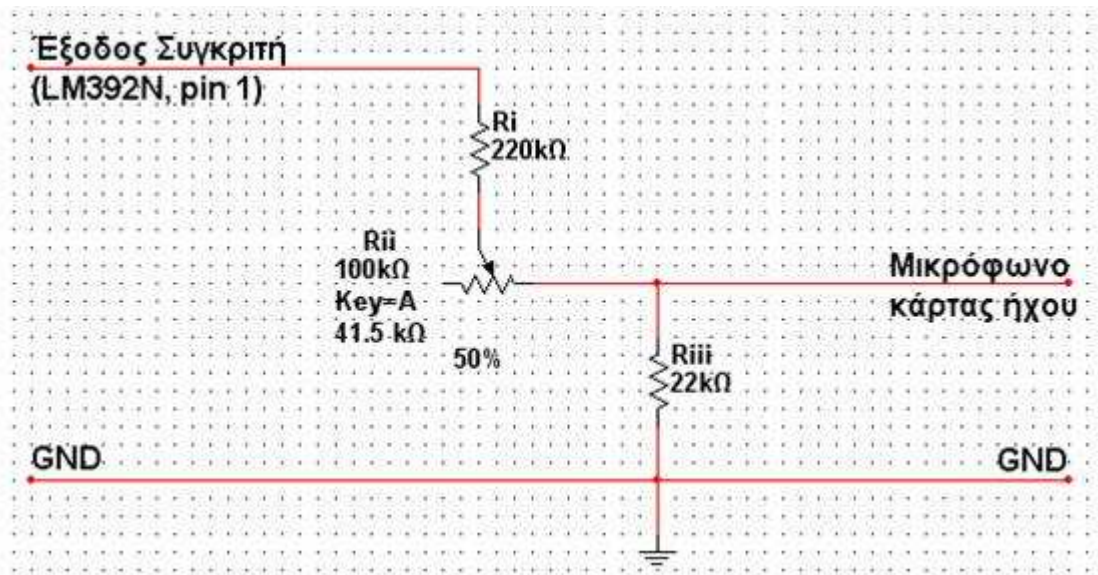 Έξοδος Συγκριτή
(LM392N, pin 1)
Ri
220kΩ
Rii
100kΩ
Key=A
41.5 kΩ
50%
Μικρόφωνο
κάρτας ήχου
Riii
22kΩ
GND
GND